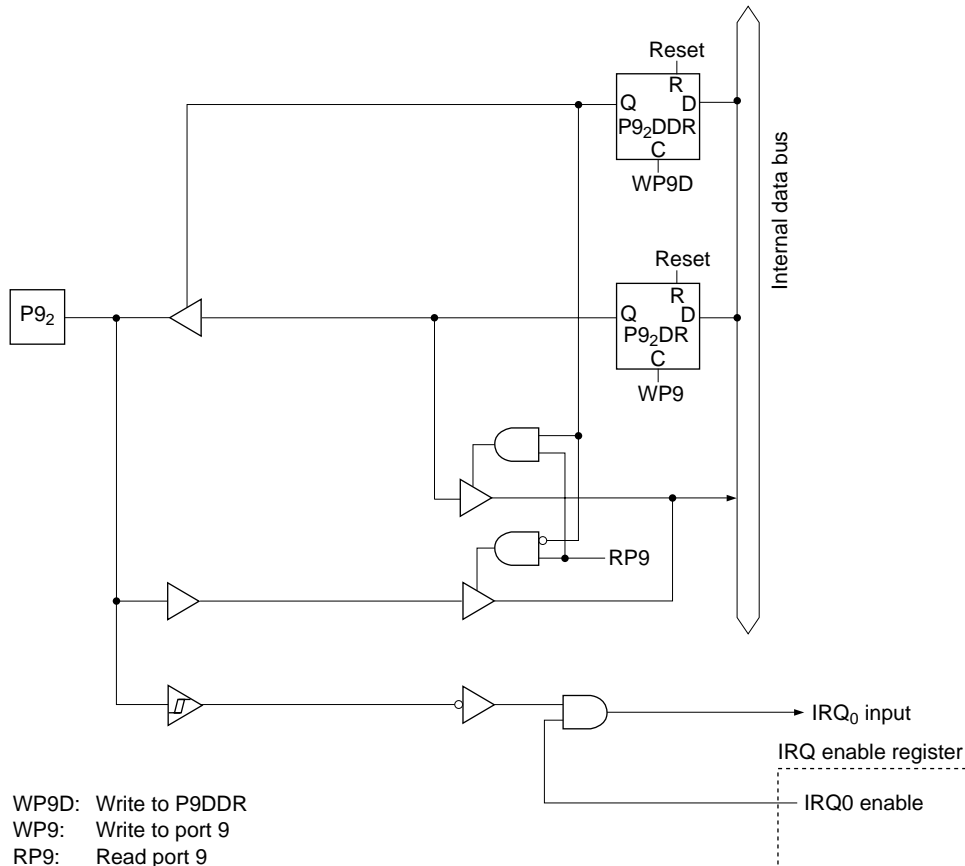 Reset
R
Q D
P9₂DDR
C
WP9D
Internal data bus
Reset
R
Q D
P9₂DR
C
WP9
P9₂
RP9
IRQ₀ input
IRQ enable register
IRQ0 enable
WP9D: Write to P9DDR
WP9: Write to port 9
RP9: Read port 9